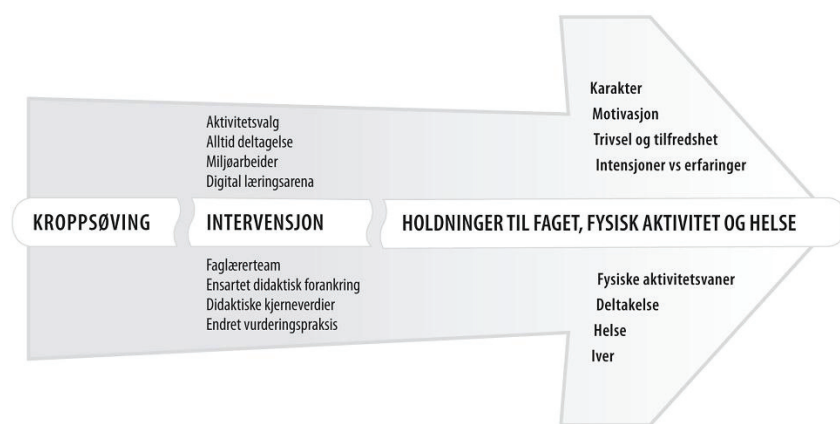 Karakter
Motivasjon
Trivsel og tilfredshet
Intensjoner vs erfaringer
Aktivitetsvalg
Alltid deltagelse
Miljøarbeider
Digital læringsarena
KROPPSØVING
INTERVENSJON
HOLDNINGER TIL FAGET, FYSISK AKTIVITET OG HELSE
Faglærerteam
Ensartet didaktisk forankring
Didaktiske kjerneverdier
Endret vurderingspraksis
Fysiske aktivitetsvaner
Deltakelse
Helse
Iver